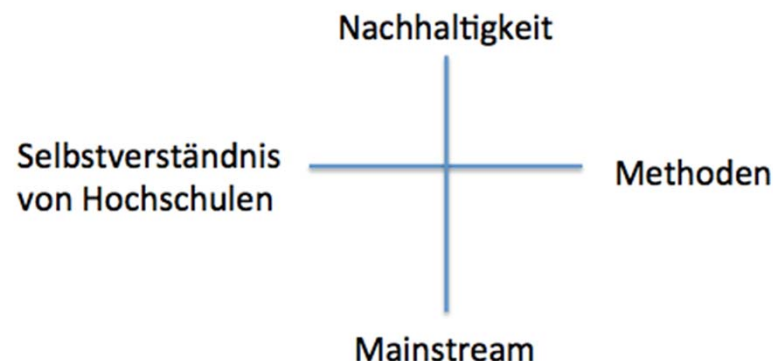 Nachhaltigkeit
Selbstverständnis
von Hochschulen
Methoden
Mainstream